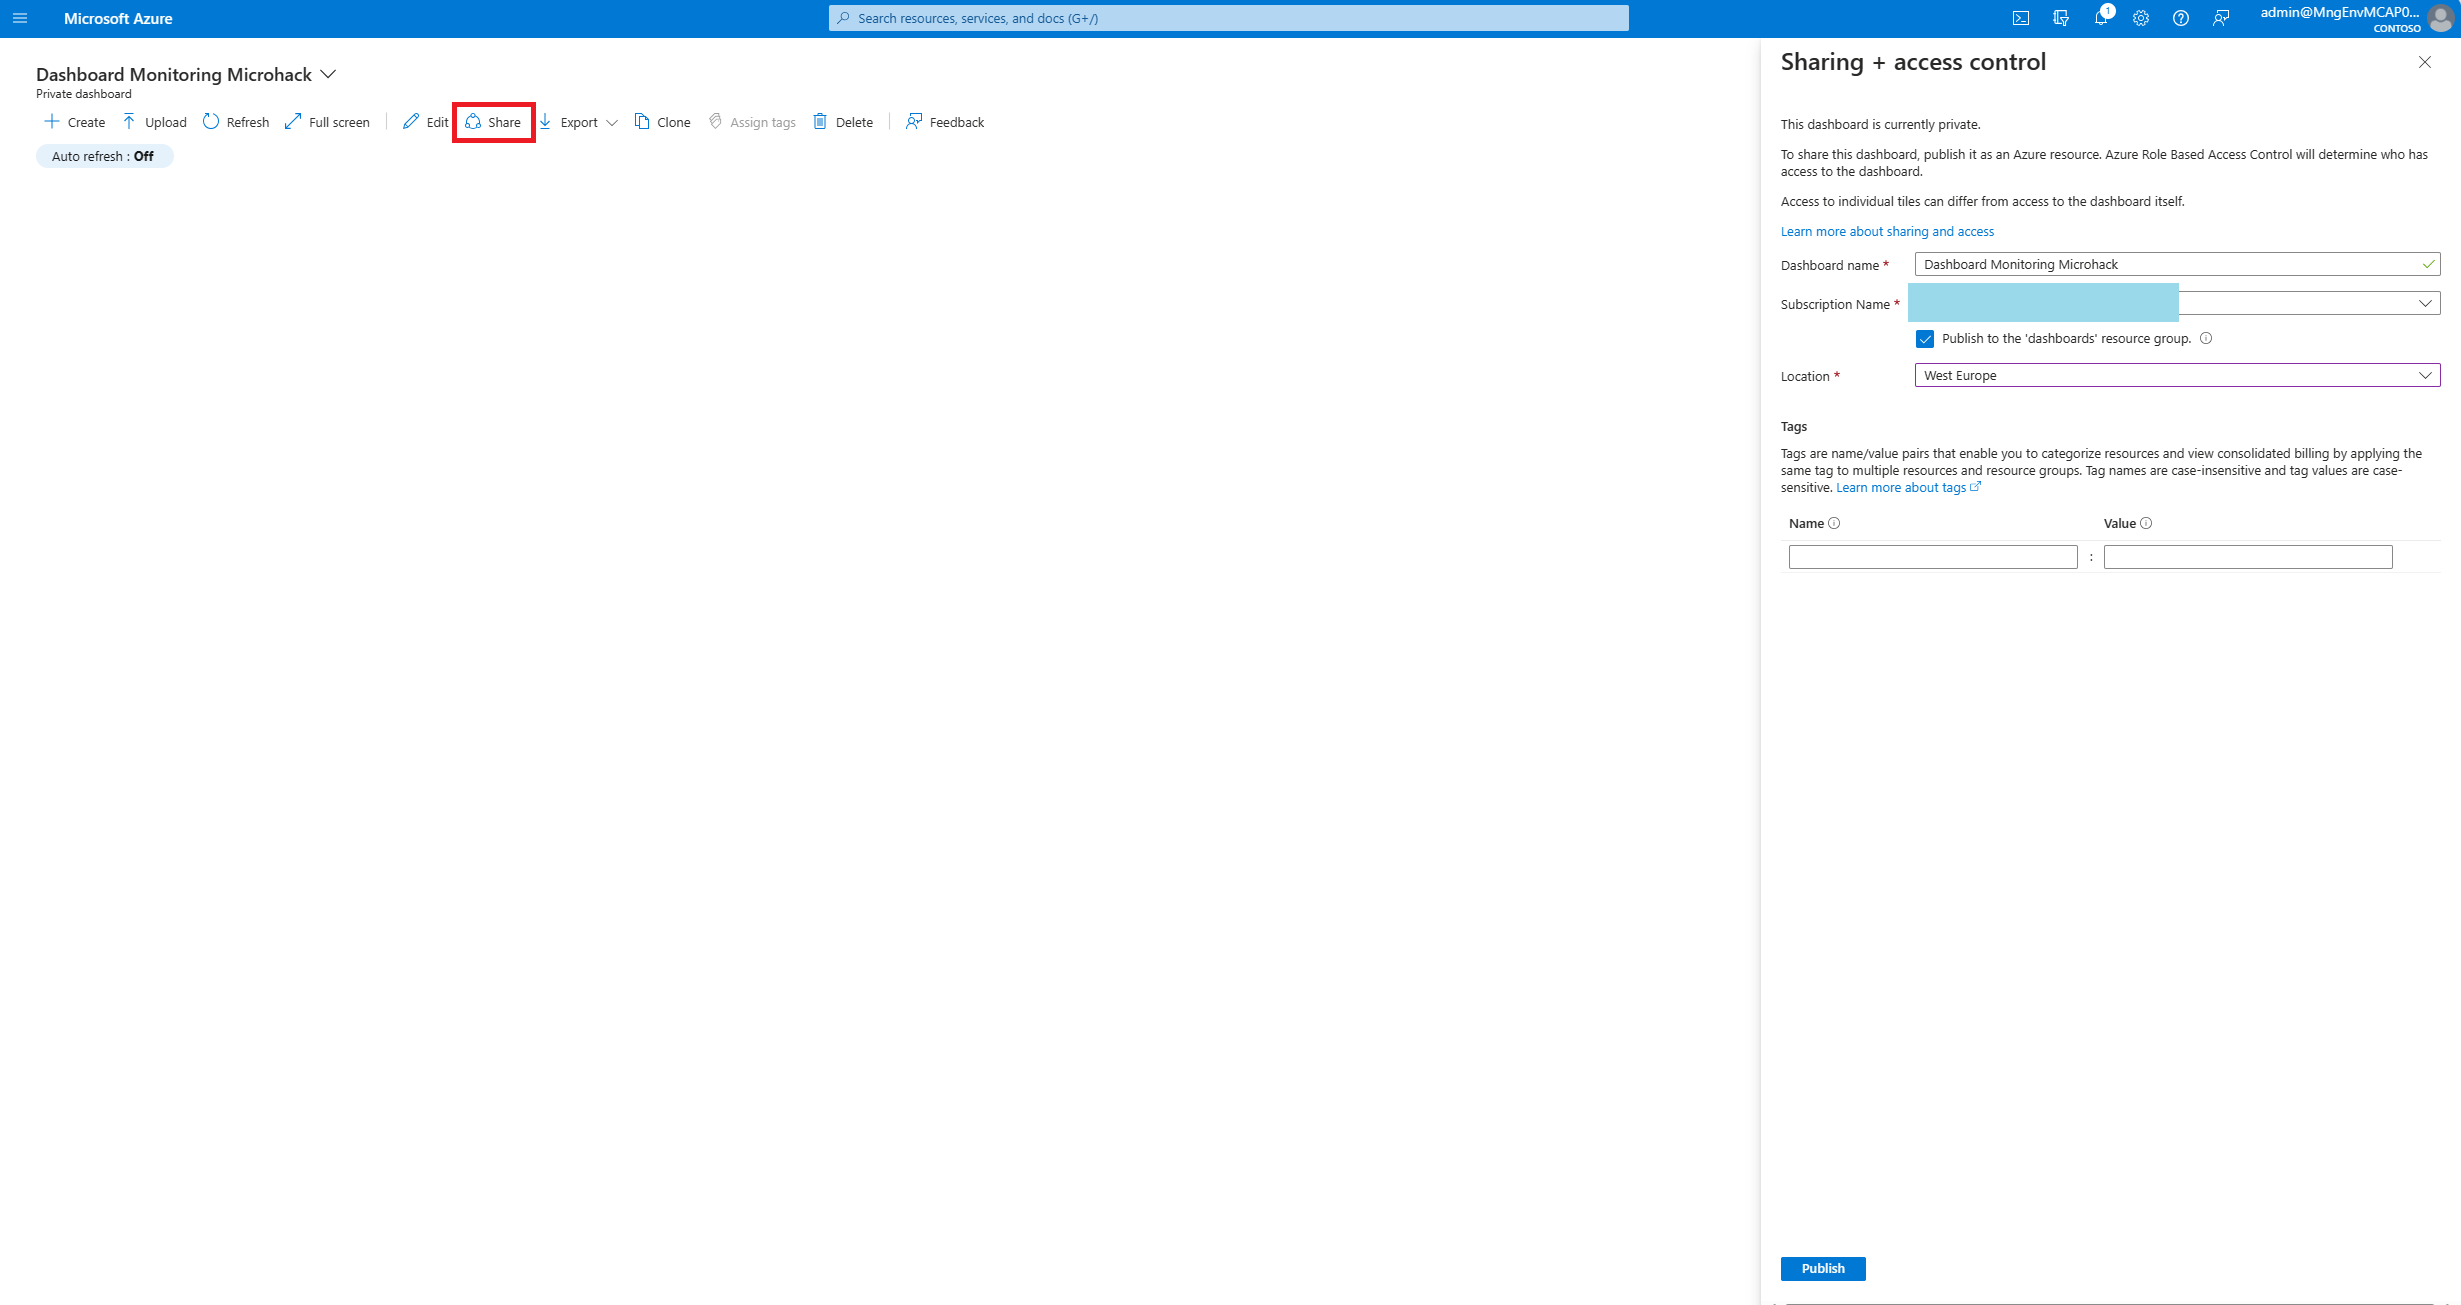 Microsoft Azure
Search resources, services, and docs (G+/)
1
admin@MngEnvMCAP0...
CONTOSO
Dashboard Monitoring Microhack
Private dashboard
Create Upload Refresh Full screen Edit Share Export Clone Assign tags Delete Feedback
Auto refresh : Off
Sharing + access control
This dashboard is currently private.
To share this dashboard, publish it as an Azure resource. Azure Role Based Access Control will determine who has
access to the dashboard.
Access to individual tiles can differ from access to the dashboard itself.
Learn more about sharing and access
Dashboard name * Dashboard Monitoring Microhack
Subscription Name *
Publish to the 'dashboards' resource group.
Location * West Europe
Tags
Tags are name/value pairs that enable you to categorize resources and view consolidated billing by applying the
same tag to multiple resources and resource groups. Tag names are case-insensitive and tag values are case-
sensitive. Learn more about tags
Name Value
:
Publish